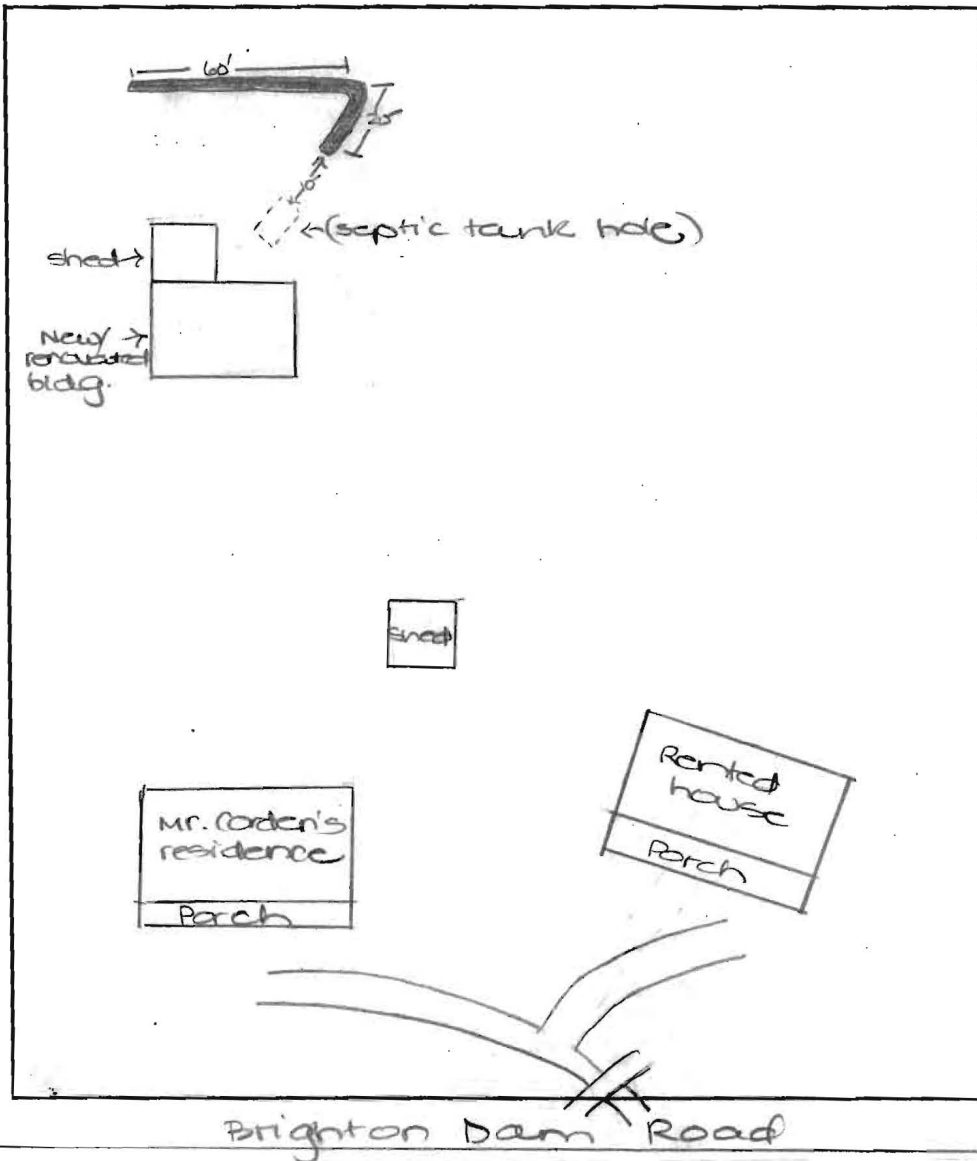 60'
20'
10'
←(septic tank hole)
shed→
New/→
renovated
bldg.
shed
Rented
house
Porch
Mr. Corden's
residence
Porch
Brighton Dam Road